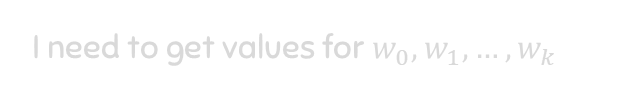 I need to get values for w₀, w₁, … , wₖ